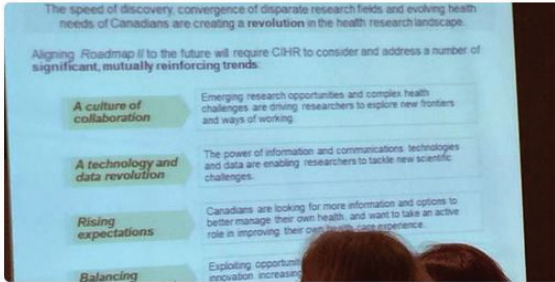 The speed of discovery, convergence of disparate research fields and evolving health
needs of Canadians are creating a revolution in the health research landscape.
Aligning Roadmap II to the future will require CIHR to consider and address a number of
significant, mutually reinforcing trends:
A culture of
collaboration
Emerging research opportunities and complex health
challenges are driving researchers to explore new frontiers
and ways of working.
A technology and
data revolution
The power of information and communications technologies
and data are enabling researchers to tackle new scientific
challenges.
Rising
expectations
Canadians are looking for more information and options to
better manage their own health, and want to take an active
role in improving their own health care experience.
Balancing
Exploiting
innovation increasing